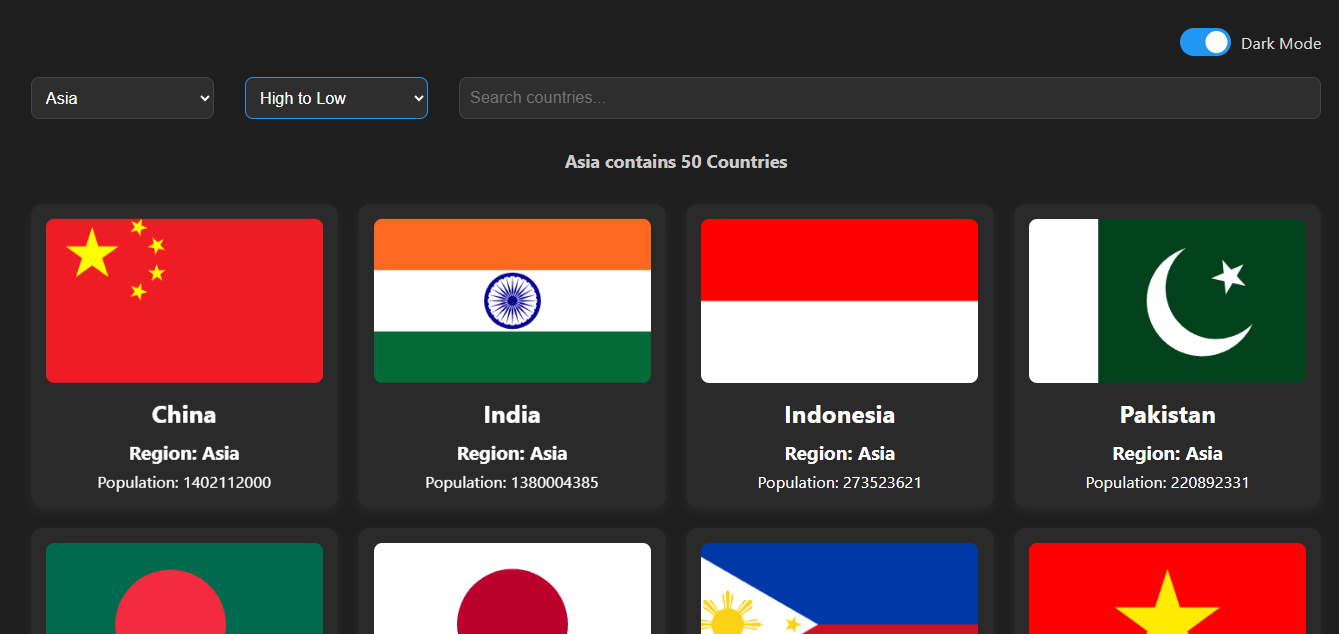 Dark Mode
Asia
High to Low
Search countries...
Asia contains 50 Countries
China
Region: Asia
Population: 1402112000
India
Region: Asia
Population: 1380004385
Indonesia
Region: Asia
Population: 273523621
Pakistan
Region: Asia
Population: 220892331